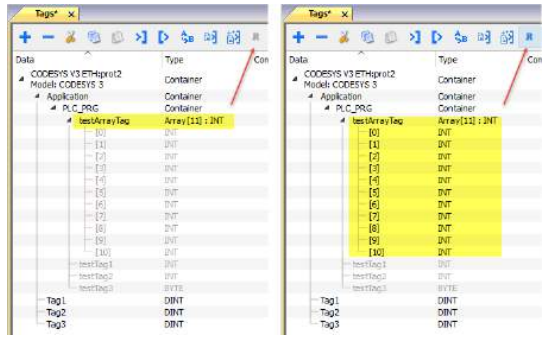 Tags* x
Data Type Con
CODESYS V3 ETH:prot2
Model: CODESYS 3 Container
Application Container
PLC_PRG Container
testArrayTag Array[11] : INT
[0] INT
[1] INT
[2] INT
[3] INT
[4] INT
[5] INT
[6] INT
[7] INT
[8] INT
[9] INT
[10] INT
testTag1 INT
testTag2 INT
testTag3 BYTE
Tag1 DINT
Tag2 DINT
Tag3 DINT
Tags* x
Data Type Con
CODESYS V3 ETH:prot2
Model: CODESYS 3 Container
Application Container
PLC_PRG Container
testArrayTag Array[11] : INT
[0] INT
[1] INT
[2] INT
[3] INT
[4] INT
[5] INT
[6] INT
[7] INT
[8] INT
[9] INT
[10] INT
testTag1 INT
testTag2 INT
testTag3 BYTE
Tag1 DINT
Tag2 DINT
Tag3 DINT